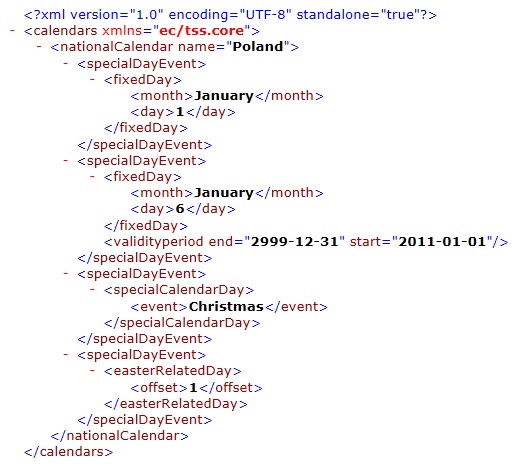 <?xml version="1.0" encoding="UTF-8" standalone="true"?>
- <calendars xmlns="ec/tss.core">
- <nationalCalendar name="Poland">
- <specialDayEvent>
- <fixedDay>
<month>January</month>
<day>1</day>
</fixedDay>
</specialDayEvent>
- <specialDayEvent>
- <fixedDay>
<month>January</month>
<day>6</day>
</fixedDay>
<validityperiod end="2999-12-31" start="2011-01-01"/>
</specialDayEvent>
- <specialDayEvent>
- <specialCalendarDay>
<event>Christmas</event>
</specialCalendarDay>
</specialDayEvent>
- <specialDayEvent>
- <easterRelatedDay>
<offset>1</offset>
</easterRelatedDay>
</specialDayEvent>
</nationalCalendar>
</calendars>